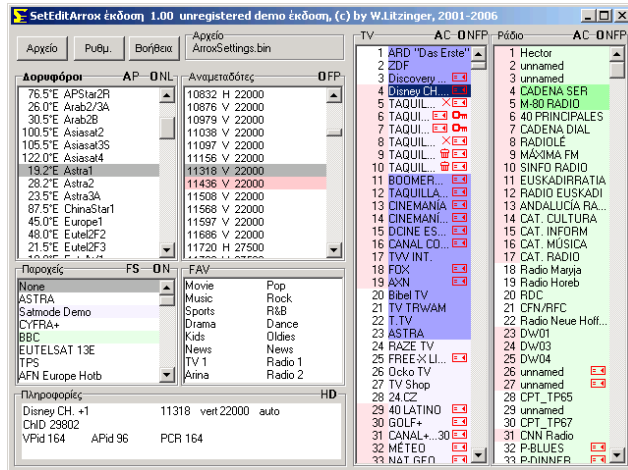 SetEditArrox έκδοση 1.00 unregistered demo έκδοση, (c) by W.Litzinger, 2001-2006
Αρχείο
Ρυθμ.
Βοήθεια
Αρχείο
ArroxSettings.bin
Δορυφόροι AP ONL
76.5°E APStar2R
26.0°E Arab2/3A
30.5°E Arab2B
100.5°E Asiasat2
105.5°E Asiasat3S
122.0°E Asiasat4
19.2°E Astra1
28.2°E Astra2
23.5°E Astra3A
87.5°E ChinaStar1
45.0°E Europe1
48.0°E Eutel2F2
21.5°E Eutel2F3
Αναμεταδότες OFP
10832 H 22000
10876 V 22000
10979 V 22000
11038 V 22000
11097 V 22000
11156 V 22000
11318 V 22000
11436 V 22000
11508 V 22000
11568 V 22000
11597 V 22000
11686 V 22000
11720 H 27500
Παροχείς FS ON
None
ASTRA
Satmode Demo
CYFRA+
BBC
EUTELSAT 13E
TPS
AFN Europe Hotb
FAV
Movie Pop
Music Rock
Sports R&B
Drama Dance
Kids Oldies
News News
TV 1 Radio 1
Arina Radio 2
Πληροφορίες HD
Disney CH. +1 11318 vert 22000 auto
ChID 29802
VPid 164 APid 96 PCR 164
TV AC ONFP
1 ARD "Das Erste"
2 ZDF
3 Discovery ...
4 Disney CH....
5 TAQUIL...
6 TAQUI...
7 TAQUI...
8 TAQUIL...
9 TAQUIL...
10 TAQUIL...
11 BOOMER...
12 TAQUILLA...
13 CINEMANÍA
14 CINEMANÍ...
15 DCINE ES...
16 CANAL CO...
17 TVV INT.
18 FOX
19 AXN
20 Bibel TV
21 TV TRWAM
22 T.TV
23 ASTRA
24 RAZE TV
25 FREE-X LI...
26 Ocko TV
27 TV Shop
28 24.CZ
29 40 LATINO
30 GOLF+
31 CANAL+...30
32 MÉTEO
33 NAT GEO
Ράδιο AC ONFP
1 Hector
2 unnamed
3 unnamed
4 CADENA SER
5 M-80 RADIO
6 40 PRINCIPALES
7 CADENA DIAL
8 RADIOLÉ
9 MÁXIMA FM
10 SINFO RADIO
11 EUSKADIRRATIA
12 RADIO EUSKADI
13 ANDALUCÍA RA...
14 CAT. CULTURA
15 CAT. INFORM
16 CAT. MÚSICA
17 CAT. RADIO
18 Radio Maryja
19 Radio Horeb
20 RDC
21 CFN/RFC
22 Radio Neue Hoff...
23 DW01
24 DW03
25 DW04
26 unnamed
27 unnamed
28 CPT_TP65
29 unnamed
30 CPT_TP67
31 CNN Radio
32 P-BLUES
33 P-DINNER